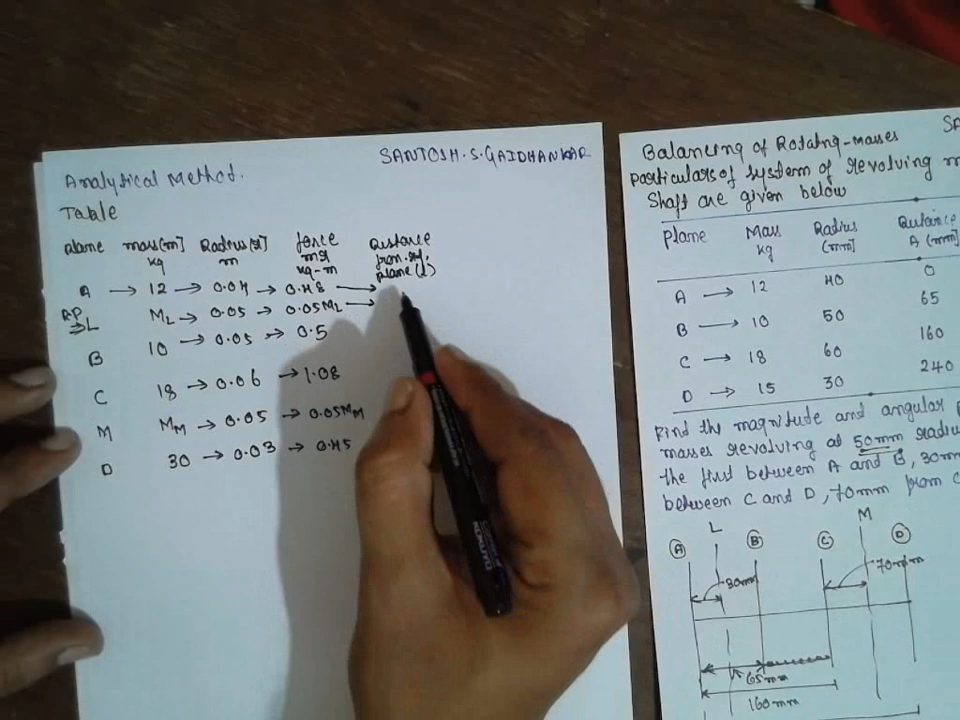 SANTOSH.S.GAIDHANKAR
Analytical Method.
Table
plane mass(m) Radius(r) force Distance
kg m mr from ref.
kg-m plane (l)
A → 12 → 0.04 → 0.48 →
RP
⇒L ML → 0.05 → 0.05ML →
B 10 → 0.05 → 0.5
C 18 → 0.06 → 1.08
M MM → 0.05 → 0.05MM
D 30 → 0.03 → 0.45
KOKUYO
SA
Balancing of Rotating-masses
particulars of system of revolving m
Shaft are given below
Plane Mass Radius
kg (mm) A (mm)
A → 12 40 0
B → 10 50 65
C → 18 60 160
D → 15 30 240
Find the magnitude and angular
masses revolving at 50mm radiu
the first between A and B, 30mm
between C and D, 70mm from C
L M
A B C D
30mm 70mm
65mm
160mm